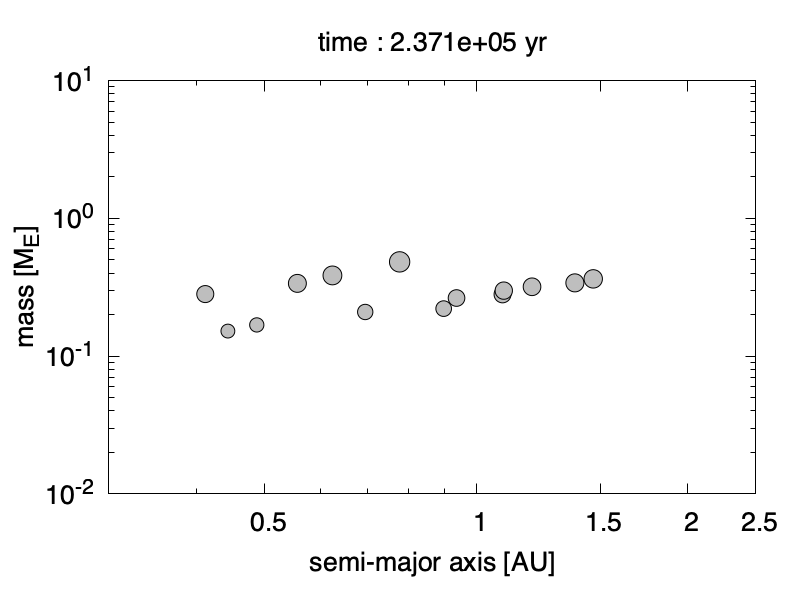 time : 2.371e+05 yr
10¹
10⁰
10⁻¹
10⁻²
mass [M_E]
0.5 1 1.5 2 2.5
semi-major axis [AU]